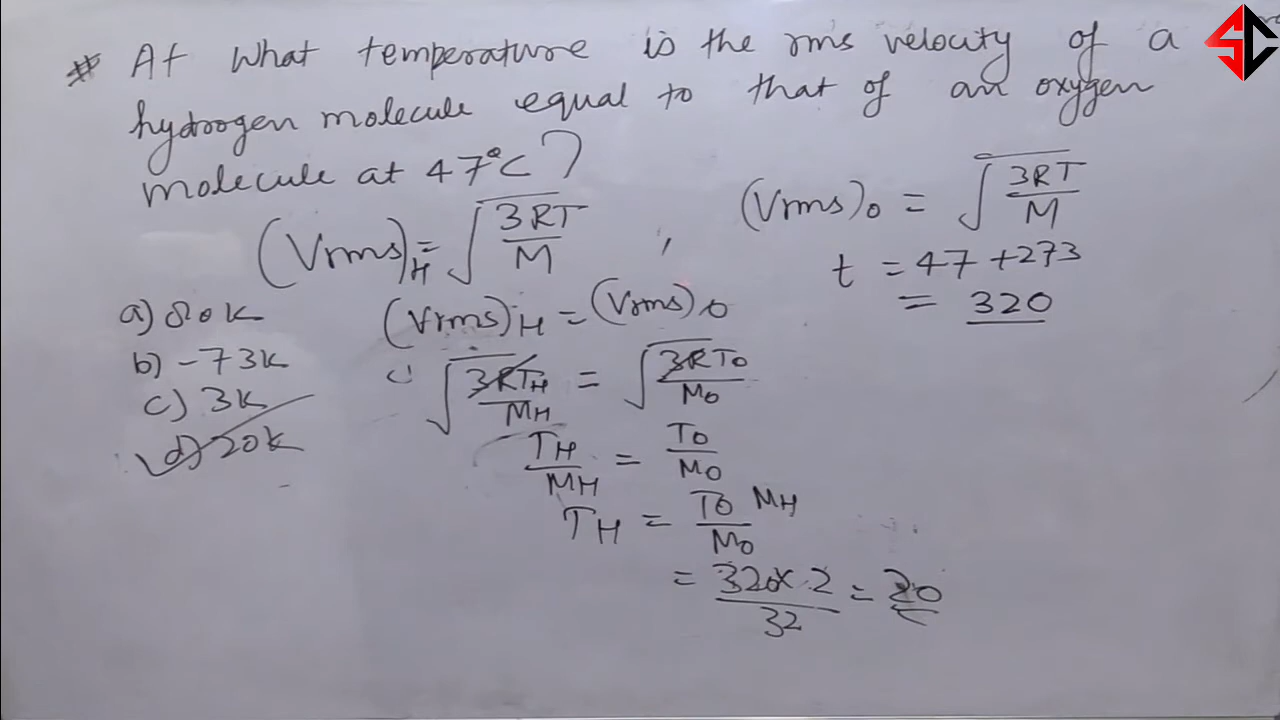 # At what temperature is the rms velocity of a
hydrogen molecule equal to that of an oxygen
molecule at 47°C ?
(Vrms)H = √3RT/M , (Vrms)o = √3RT/M
t = 47 + 273
= 320
a) 80K
b) -73K
c) 3K
d) 20K
(Vrms)H = (Vrms)o
√3RTH/MH = √3RTo/Mo
TH/MH = To/Mo
TH = To MH/Mo
= 320 x 2/32 = 20
SC